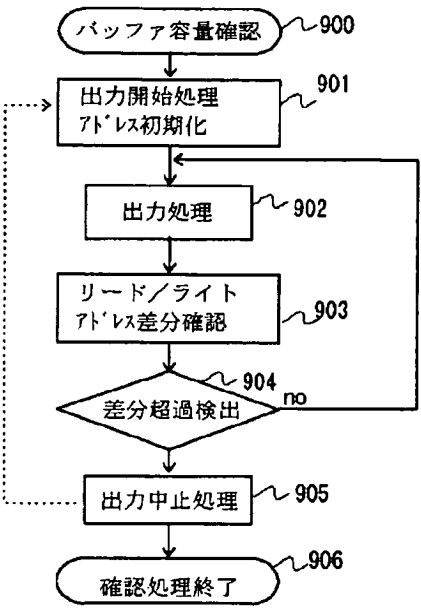 バッファ容量確認
900
出力開始処理
アドレス初期化
901
出力処理
902
リード／ライト
アドレス差分確認
903
904
差分超過検出
no
出力中止処理
905
906
確認処理終了